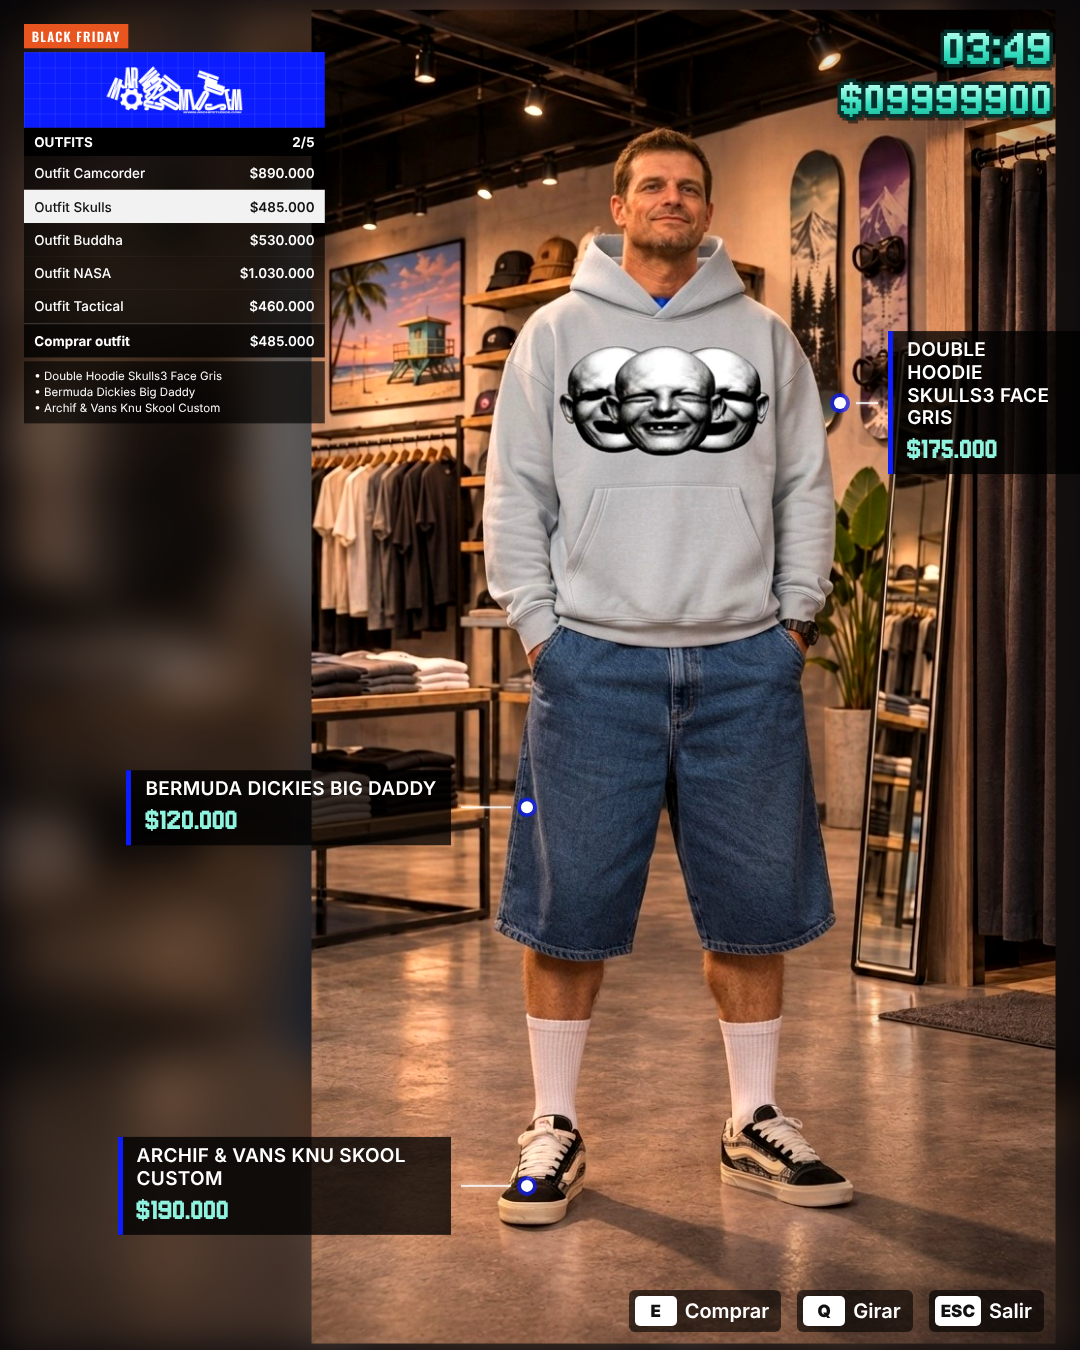 BLACK FRIDAY
OUTFITS 2/5
Outfit Camcorder $890.000
Outfit Skulls $485.000
Outfit Buddha $530.000
Outfit NASA $1.030.000
Outfit Tactical $460.000
Comprar outfit $485.000
• Double Hoodie Skulls3 Face Gris
• Bermuda Dickies Big Daddy
• Archif & Vans Knu Skool Custom
03:49
$09999900
DOUBLE
HOODIE
SKULLS3 FACE
GRIS
$175.000
BERMUDA DICKIES BIG DADDY
$120.000
ARCHIF & VANS KNU SKOOL
CUSTOM
$190.000
E Comprar Q Girar ESC Salir